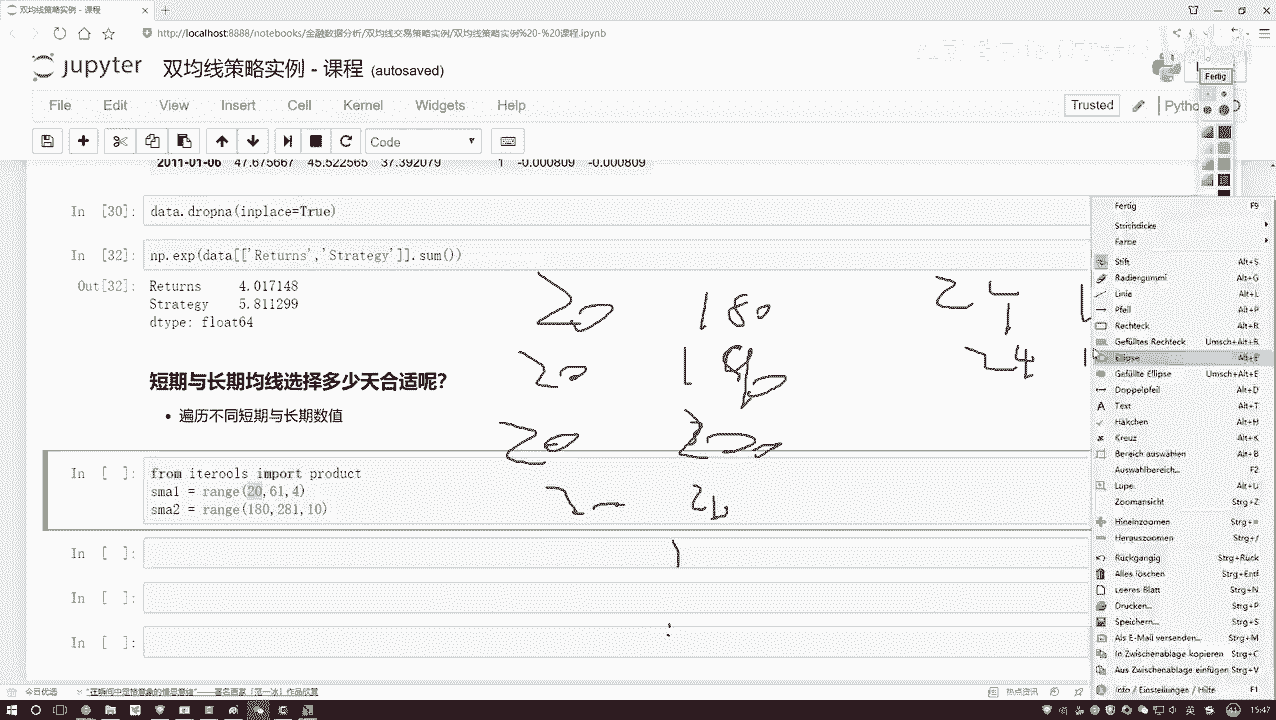 双均线策略实例 - 课程
http://localhost:8888/notebooks/金融数据分析/双均线交易策略实例/双均线策略实例%20-%20课程.ipynb
jupyter 双均线策略实例 - 课程 (autosaved)
Fertig
File Edit View Insert Cell Kernel Widgets Help
Trusted
Code
2011-01-06 47.675667 45.522565 37.392079 1 -0.000809 -0.000809
In [30]: data.dropna(inplace=True)
In [32]: np.exp(data[['Returns','Strategy']].sum())
Out[32]: Returns 4.017148
Strategy 5.811299
dtype: float64
20 180 24
20 190 24
20 200
短期与长期均线选择多少天合适呢?
遍历不同短期与长期数值
In [ ]: from iterools import product
sma1 = range(20,61,4)
sma2 = range(180,281,10)
In [ ]:
In [ ]:
In [ ]:
Fertig F9
Strichdicke
Farbe
Stift Alt+S
Radiergummi Alt+G
Linie Alt+L
Pfeil Alt+P
Rechteck Alt+R
Gefülltes Rechteck Umsch+Alt+R
Gefüllte Ellipse Umsch+Alt+E
Doppelpfeil Alt+D
Text Alt+T
Häkchen Alt+H
Kreuz Alt+K
Bereich auswählen Alt+B
Auswahlbereich... F2
Lupe Alt+U
Zoomansicht Strg+Z
Hineinzoomen Strg+=
Herauszoomen Strg+/
Rückgängig Strg+Rück
Alles löschen Strg+Entf
Leeres Blatt Strg+N
Drucken... Strg+P
Speichern... Strg+S
Als E-Mail versenden... Strg+M
In Zwischenablage kopieren Strg+C
Aus Zwischenablage einfügen Strg+V
Info / Einstellungen / Hilfe F1
今日优选
热点资讯
15:47